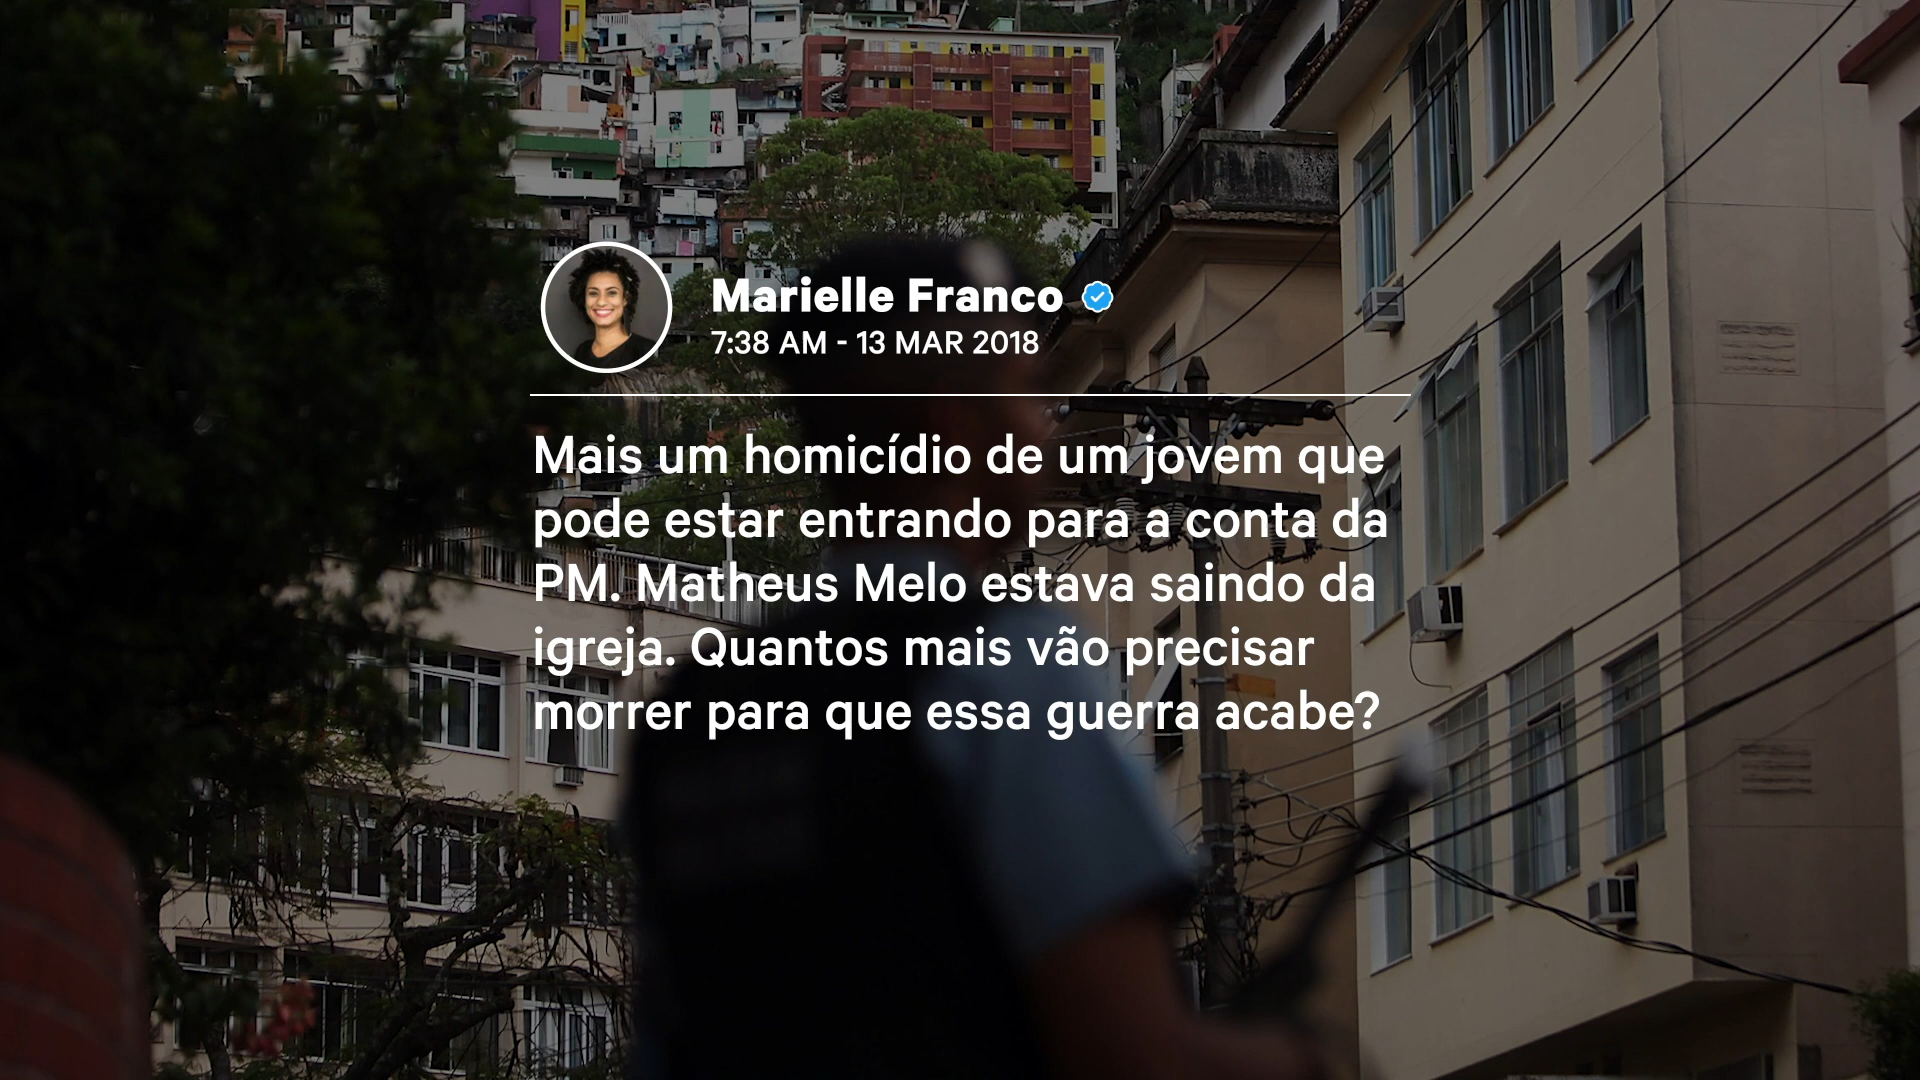 Marielle Franco
7:38 AM - 13 MAR 2018
Mais um homicídio de um jovem que
pode estar entrando para a conta da
PM. Matheus Melo estava saindo da
igreja. Quantos mais vão precisar
morrer para que essa guerra acabe?